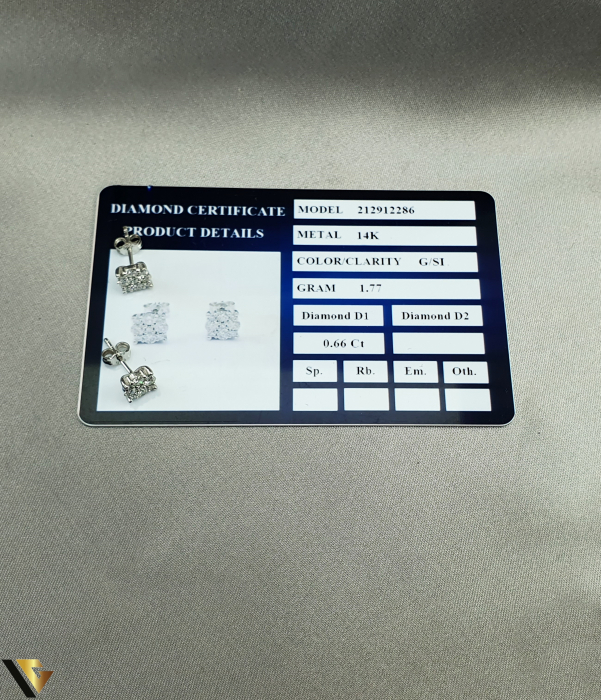 DIAMOND CERTIFICATE
PRODUCT DETAILS
MODEL 212912286
METAL 14K
COLOR/CLARITY G/SI
GRAM 1.77
Diamond D1 Diamond D2
0.66 Ct
Sp. Rb. Em. Oth.